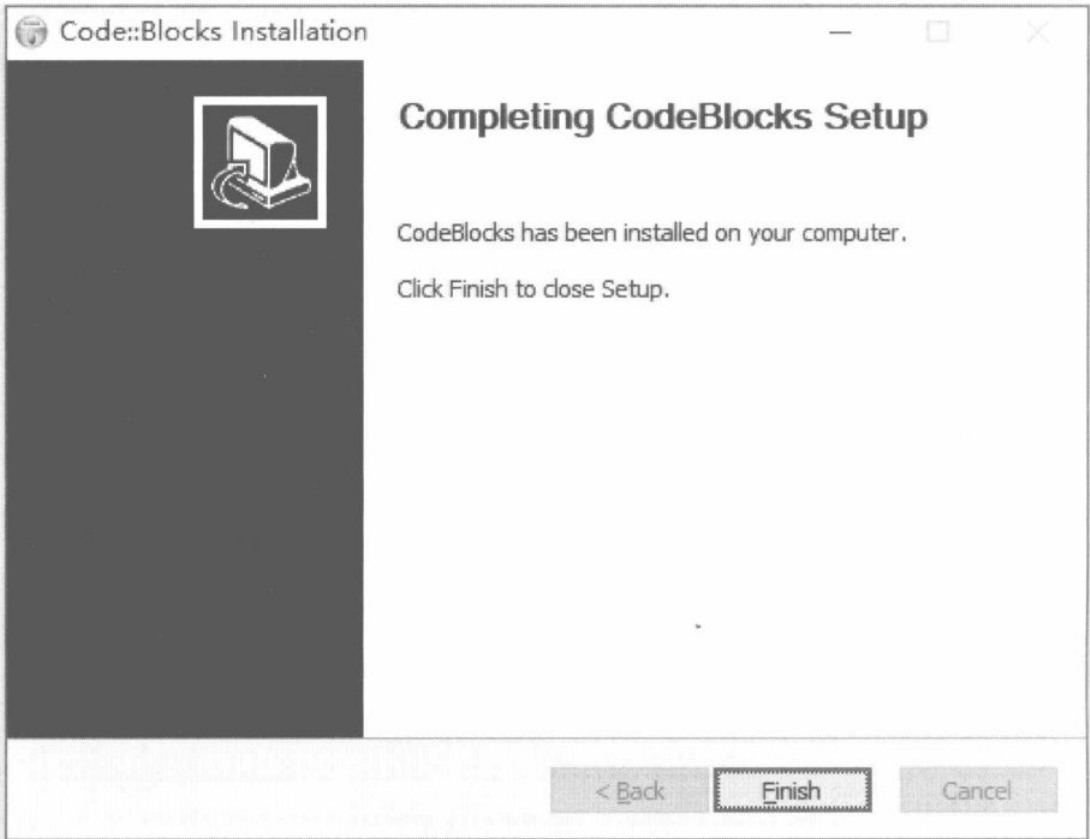 Code::Blocks Installation
Completing CodeBlocks Setup
CodeBlocks has been installed on your computer.
Click Finish to close Setup.
< Back Finish Cancel